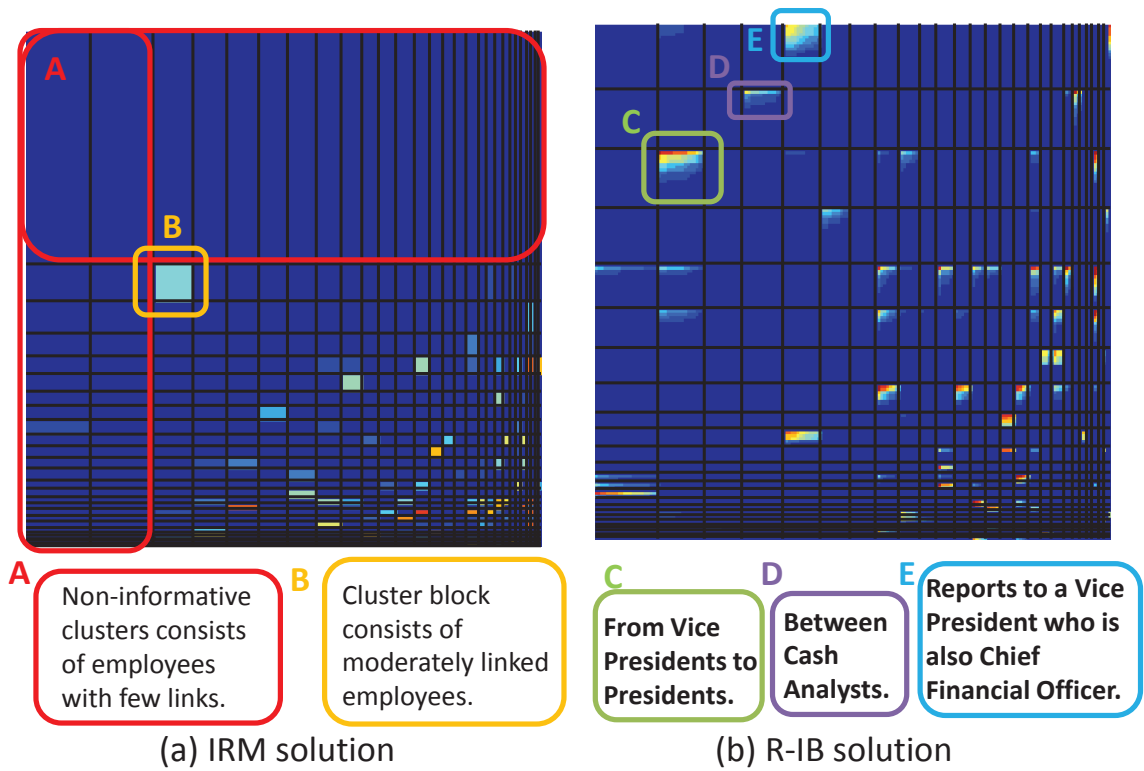 A
B
E
D
C
A
Non-informative
clusters consists
of employees
with few links.
B
Cluster block
consists of
moderately linked
employees.
C
From Vice
Presidents to
Presidents.
D
Between
Cash
Analysts.
E
Reports to a Vice
President who is
also Chief
Financial Officer.
(a) IRM solution
(b) R-IB solution